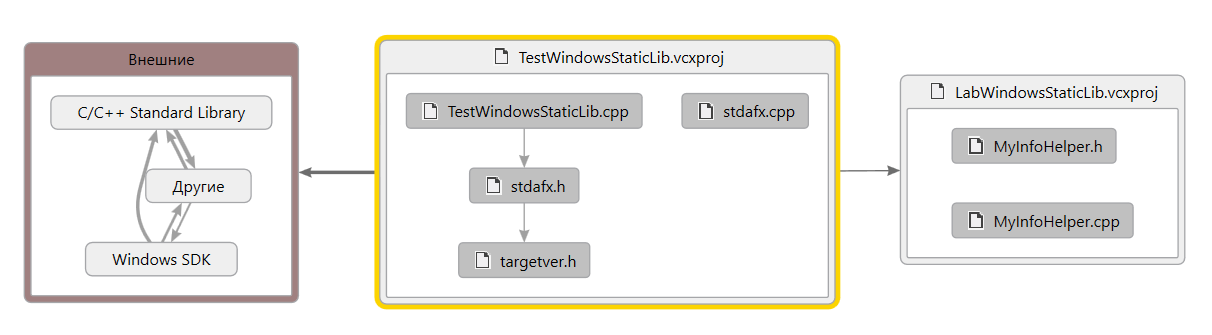 Внешние
C/C++ Standard Library
Другие
Windows SDK
TestWindowsStaticLib.vcxproj
TestWindowsStaticLib.cpp
stdafx.cpp
stdafx.h
targetver.h
LabWindowsStaticLib.vcxproj
MyInfoHelper.h
MyInfoHelper.cpp